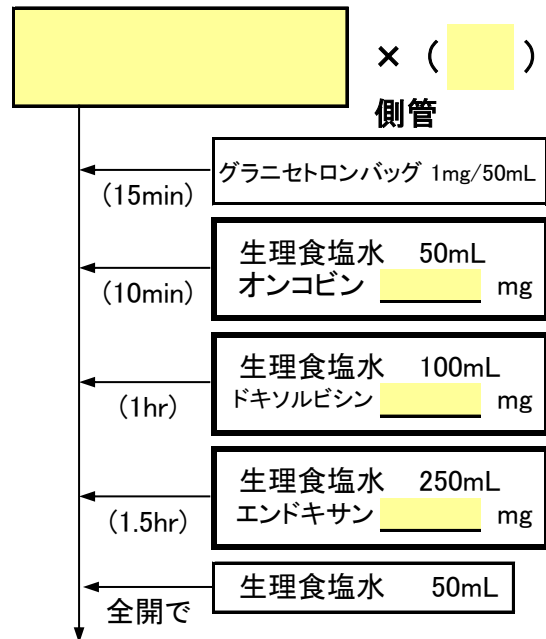 × ( )
側管
グラニセトロンバッグ 1mg/50mL
(15min)
生理食塩水 50mL
オンコビン mg
(10min)
生理食塩水 100mL
ドキソルビシン mg
(1hr)
生理食塩水 250mL
エンドキサン mg
(1.5hr)
生理食塩水 50mL
全開で